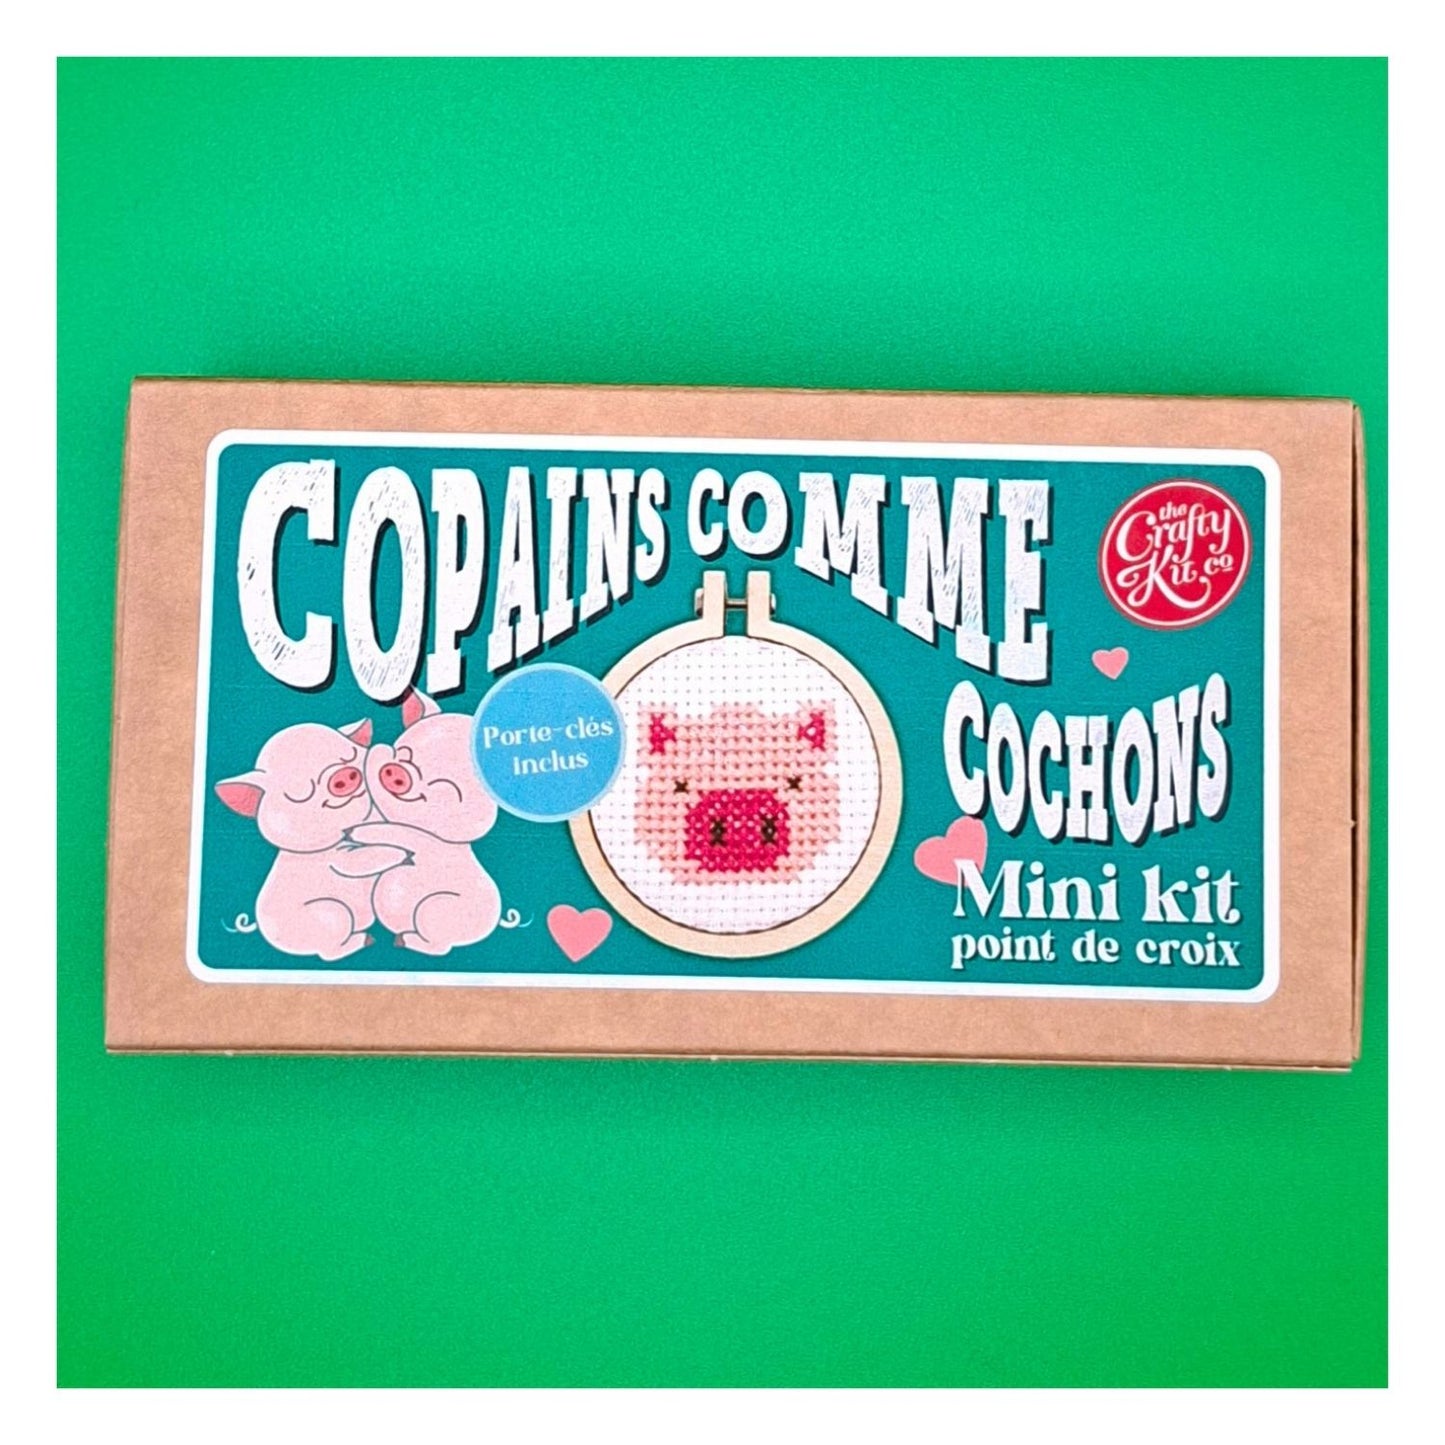 COPAINS COMME
COCHONS
the
Crafty
Kit Co
Porte-clés
Inclus
Mini kit
point de croix